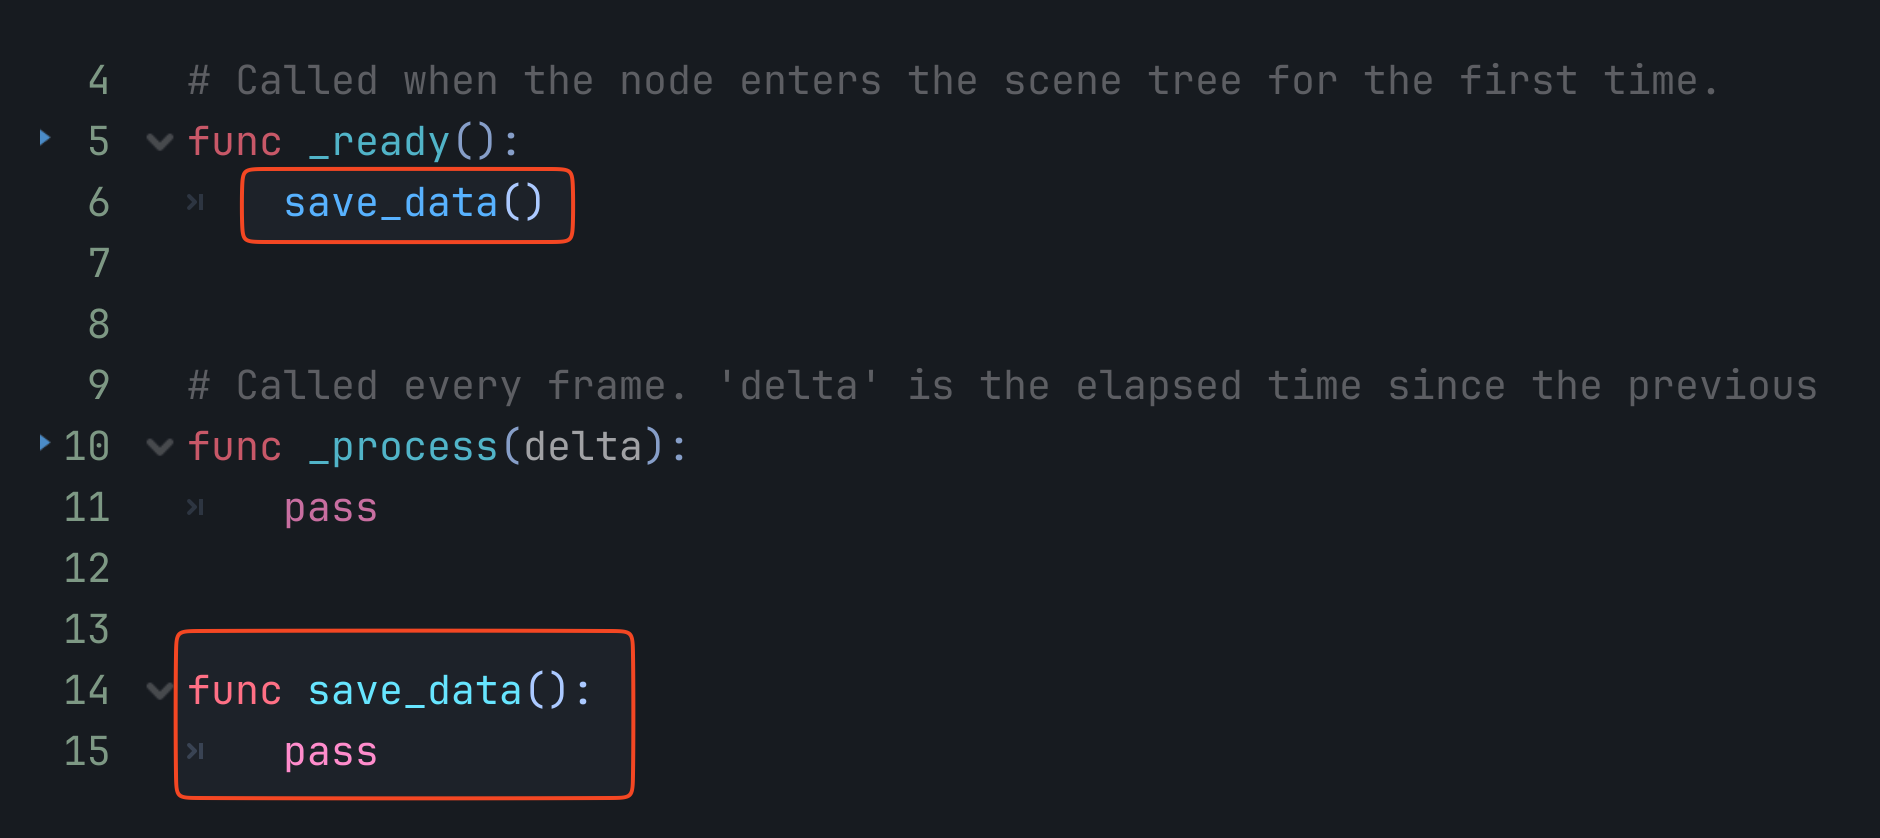 4 # Called when the node enters the scene tree for the first time.
5 func _ready():
6 save_data()
7
8
9 # Called every frame. 'delta' is the elapsed time since the previous
10 func _process(delta):
11 pass
12
13
14 func save_data():
15 pass